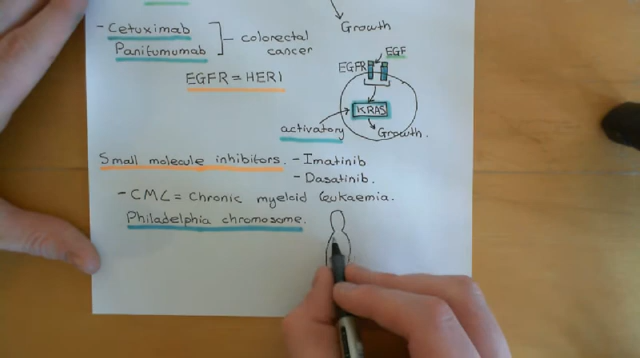 Growth
- Cetuximab
Panitumumab
colorectal
cancer
EGFR = HER1
EGF
EGFR
KRAS
activatory
Growth.
Small molecule inhibitors. - Imatinib
- Dasatinib.
- CML = Chronic myeloid leukaemia.
Philadelphia chromosome.